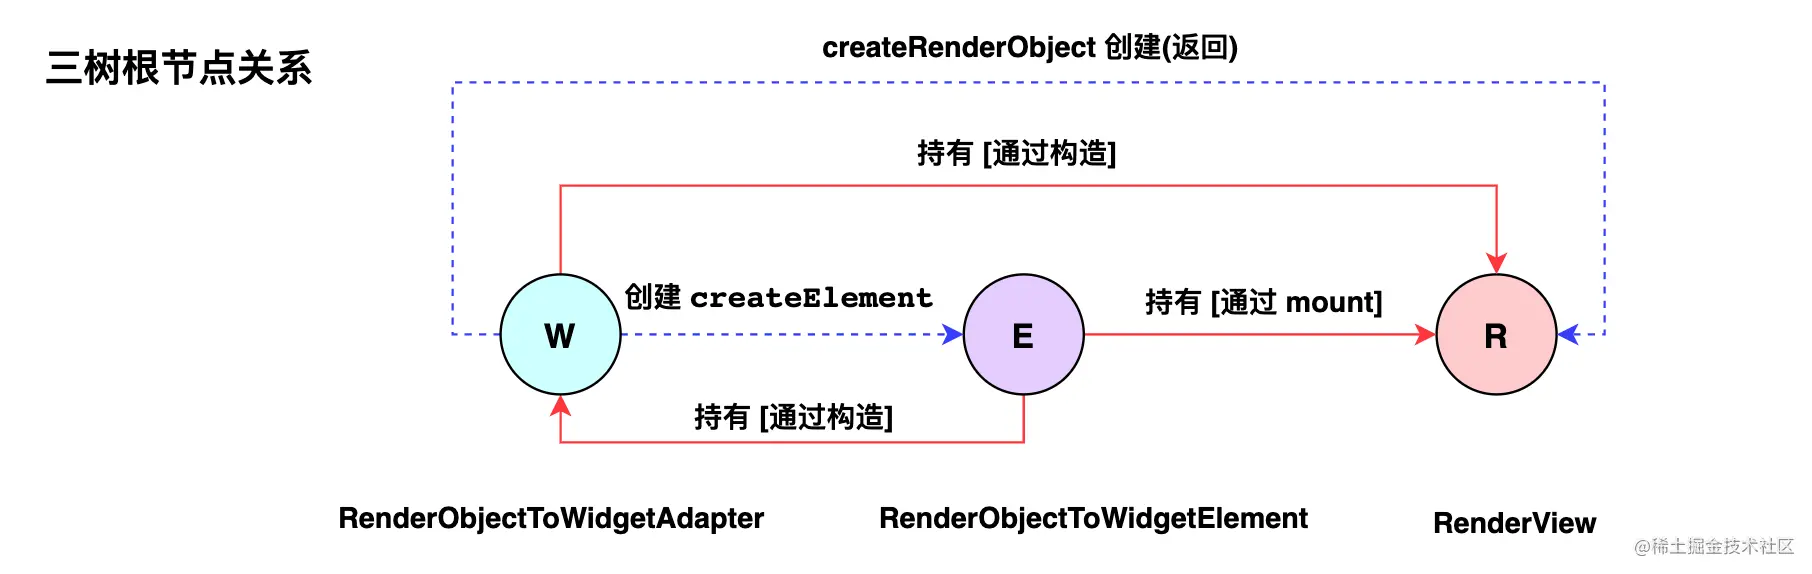 三树根节点关系
createRenderObject 创建(返回)
持有 [通过构造]
创建 createElement
持有 [通过 mount]
W
E
R
持有 [通过构造]
RenderObjectToWidgetAdapter
RenderObjectToWidgetElement
RenderView
@稀土掘金技术社区